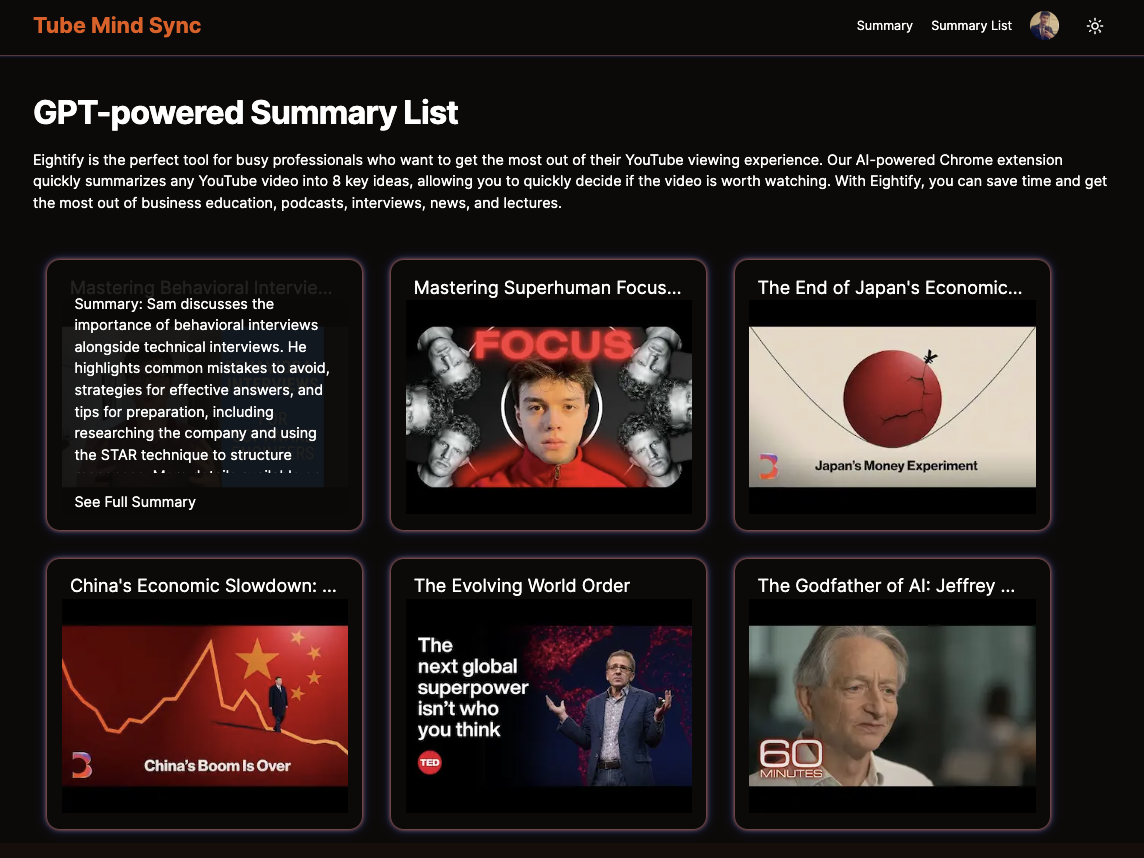 Tube Mind Sync
Summary
Summary List
GPT-powered Summary List
Eightify is the perfect tool for busy professionals who want to get the most out of their YouTube viewing experience. Our AI-powered Chrome extension
quickly summarizes any YouTube video into 8 key ideas, allowing you to quickly decide if the video is worth watching. With Eightify, you can save time and get
the most out of business education, podcasts, interviews, news, and lectures.
Mastering Behavioral Intervie...
Summary: Sam discusses the
importance of behavioral interviews
alongside technical interviews. He
highlights common mistakes to avoid,
strategies for effective answers, and
tips for preparation, including
researching the company and using
the STAR technique to structure
See Full Summary
Mastering Superhuman Focus...
FOCUS
The End of Japan's Economic...
Japan's Money Experiment
China's Economic Slowdown: ...
China's Boom Is Over
The Evolving World Order
The
next global
superpower
isn't who
you think
TED
The Godfather of AI: Jeffrey ...
60
MINUTES